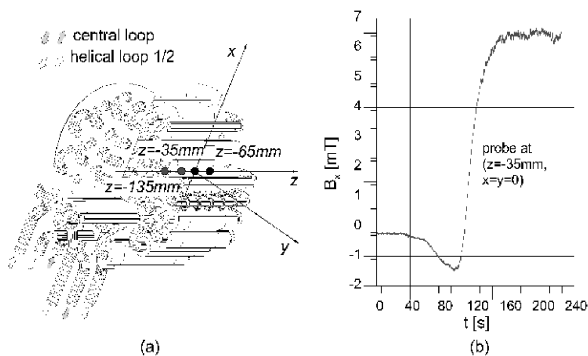 central loop
helical loop 1/2
x
z=-35mm
z=-65mm
z=-135mm
z
y
(a)
7
6
4
3
2
1
0
-1
-2
B_x [mT]
probe at
(z=-35mm,
x=y=0)
0
40
80
120
160
200
240
t [s]
(b)